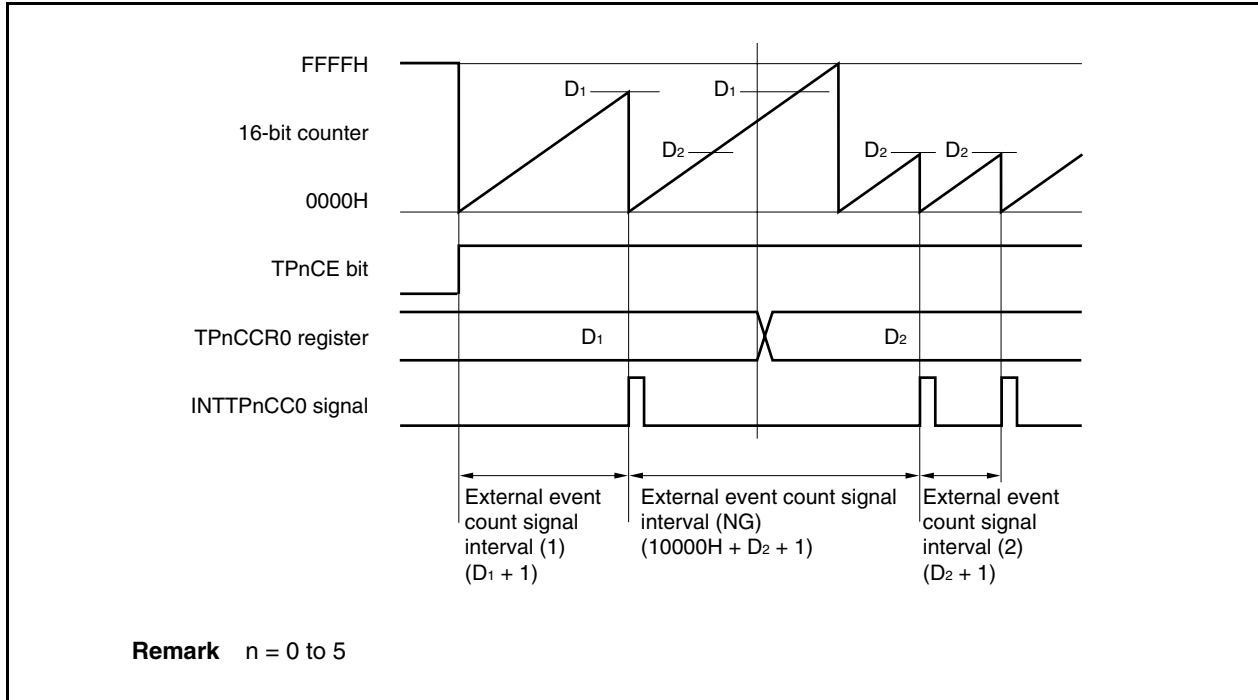 FFFFH
16-bit counter
0000H
D1
D2
D1
D2
D2
TPnCE bit
TPnCCR0 register
D1
D2
INTTPnCC0 signal
External event
count signal
interval (1)
(D1 + 1)
External event count signal
interval (NG)
(10000H + D2 + 1)
External event
count signal
interval (2)
(D2 + 1)
Remark n = 0 to 5